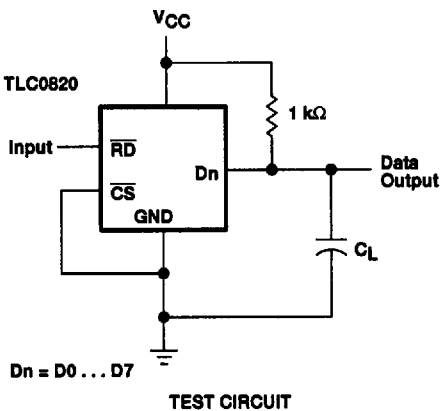 VCC
TLC0820
1 kΩ
Input
RD
Dn
Data
Output
CS
GND
CL
Dn = D0 . . . D7
TEST CIRCUIT